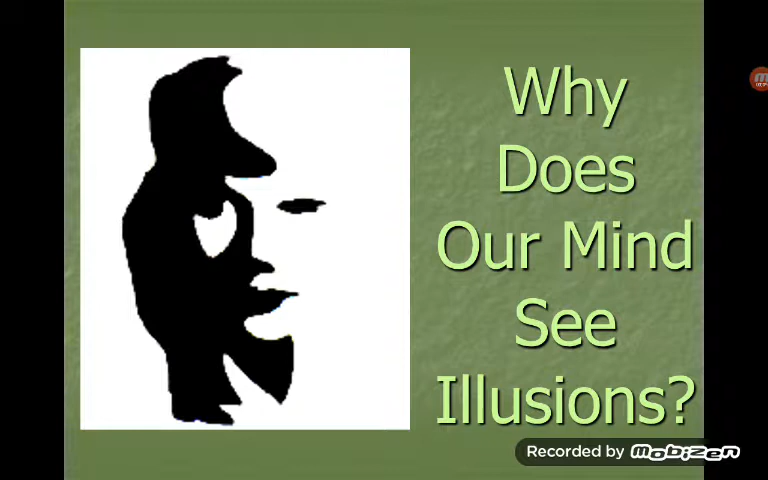 Why
Does
Our Mind
See
Illusions?
Recorded by mobizen